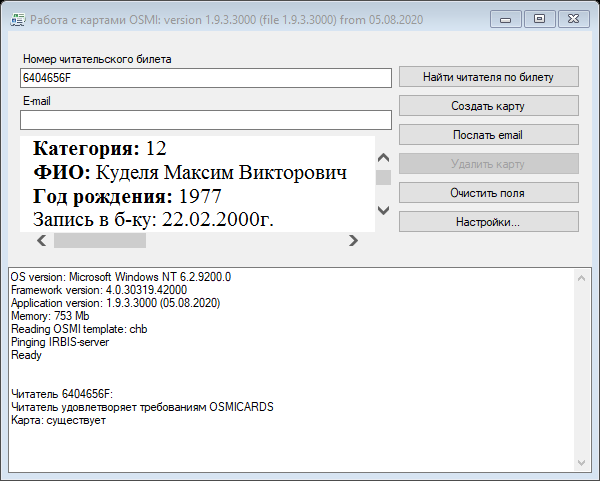 Работа с картами OSMI: version 1.9.3.3000 (file 1.9.3.3000) from 05.08.2020
Номер читательского билета
6404656F
Найти читателя по билету
E-mail
Создать карту
Послать email
Удалить карту
Очистить поля
Настройки...
Категория: 12
ФИО: Куделя Максим Викторович
Год рождения: 1977
Запись в б-ку: 22.02.2000г.
OS version: Microsoft Windows NT 6.2.9200.0
Framework version: 4.0.30319.42000
Application version: 1.9.3.3000 (05.08.2020)
Memory: 753 Mb
Reading OSMI template: chb
Pinging IRBIS-server
Ready
Читатель 6404656F:
Читатель удовлетворяет требованиям OSMICARDS
Карта: существует